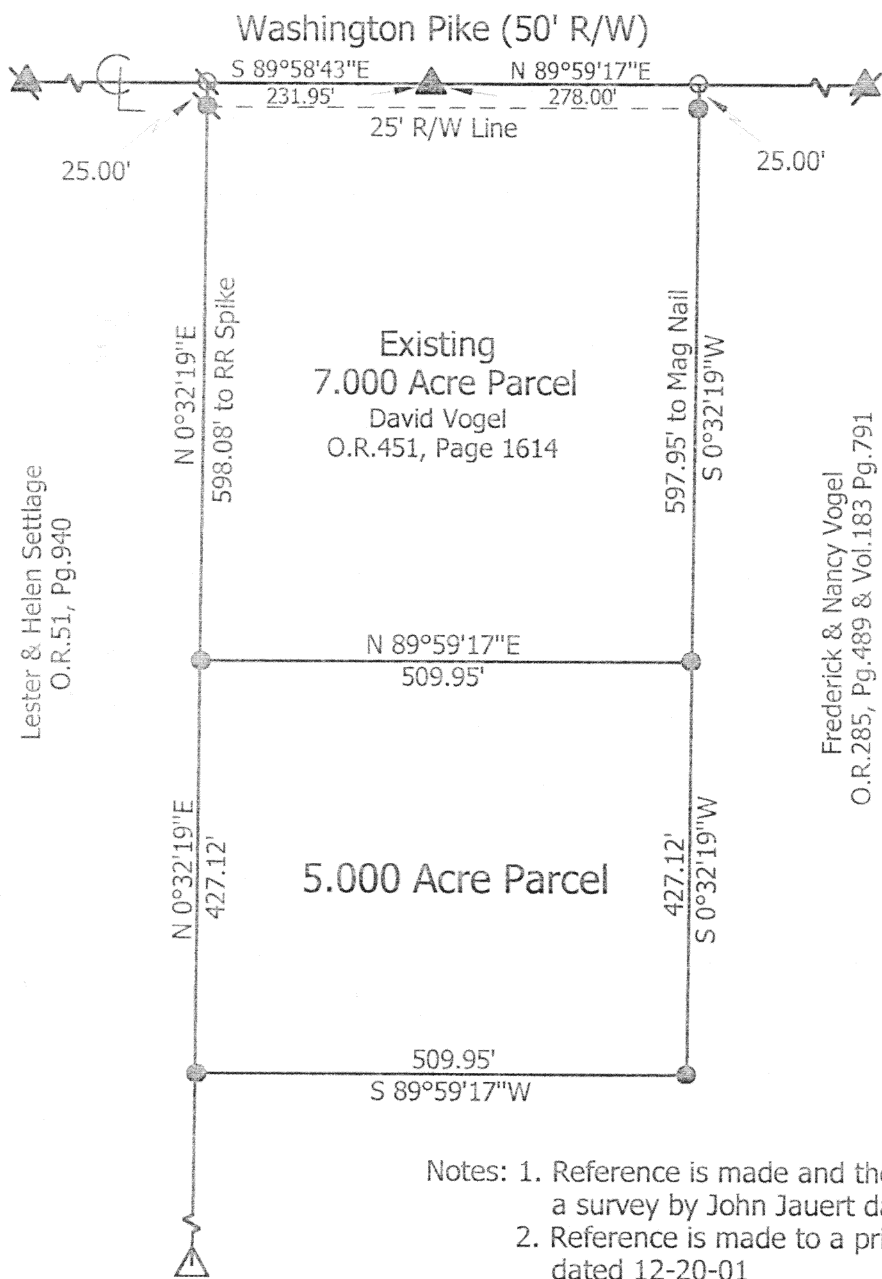 Washington Pike (50' R/W)
S 89°58'43"E
N 89°59'17"E
231.95'
278.00'
CL
25' R/W Line
25.00'
25.00'
N 0°32'19"E
598.08' to RR Spike
Existing
7.000 Acre Parcel
David Vogel
O.R.451, Page 1614
597.95' to Mag Nail
S 0°32'19"W
Lester & Helen Settlage
O.R.51, Pg.940
Frederick & Nancy Vogel
O.R.285, Pg.489 & Vol.183 Pg.791
N 89°59'17"E
509.95'
N 0°32'19"E
427.12'
5.000 Acre Parcel
427.12'
S 0°32'19"W
509.95'
S 89°59'17"W
Notes: 1. Reference is made and the
a survey by John Jauert da
2. Reference is made to a pri
dated 12-20-01